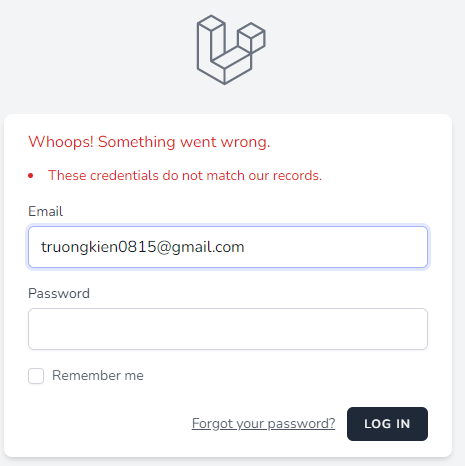 Whoops! Something went wrong.
These credentials do not match our records.
Email
truongkien0815@gmail.com
Password
Remember me
Forgot your password? LOG IN